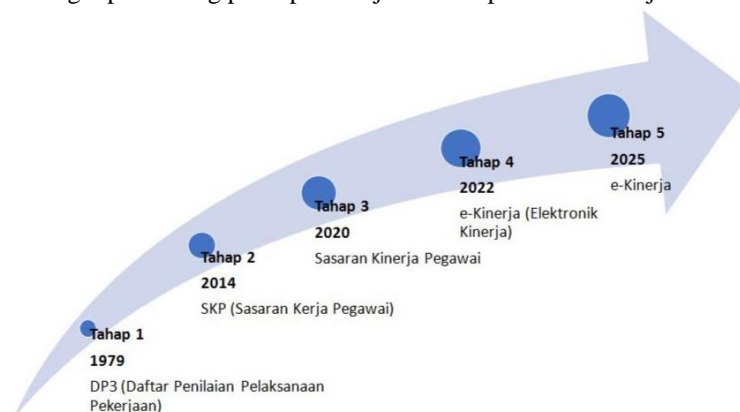 Tahap 1
1979
DP3 (Daftar Penilaian Pelaksanaan
Pekerjaan)
Tahap 2
2014
SKP (Sasaran Kerja Pegawai)
Tahap 3
2020
Sasaran Kinerja Pegawai
Tahap 4
2022
e-Kinerja (Elektronik
Kinerja)
Tahap 5
2025
e-Kinerja